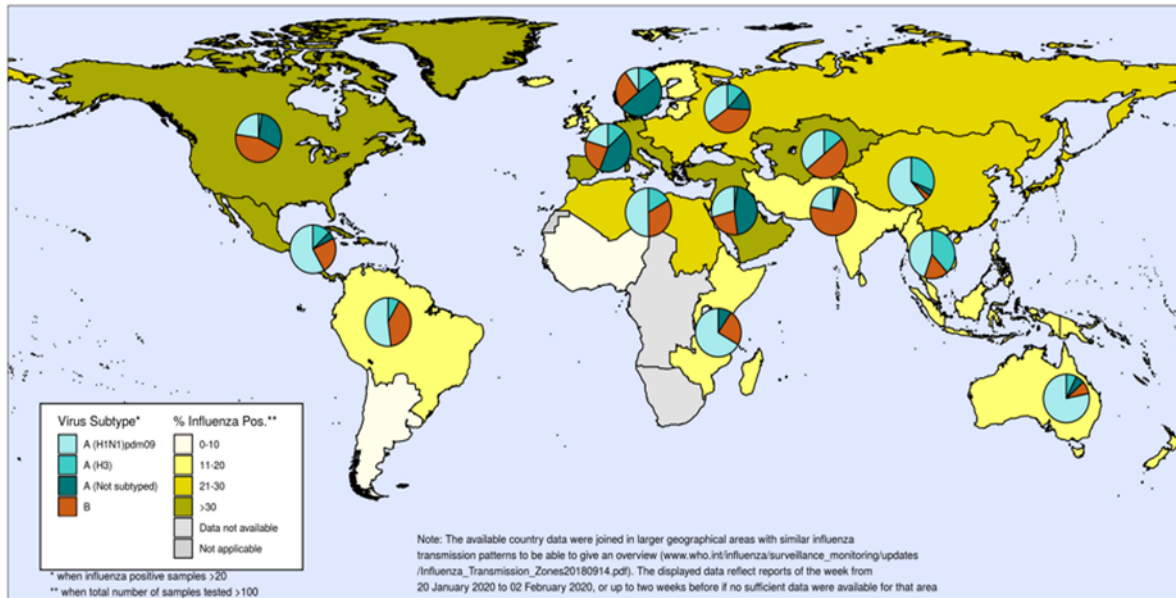 Virus Subtype*
A (H1N1)pdm09
A (H3)
A (Not subtyped)
B
% Influenza Pos.**
0-10
11-20
21-30
>30
Data not available
Not applicable
* when influenza positive samples >20
** when total number of samples tested >100
Note: The available country data were joined in larger geographical areas with similar influenza
transmission patterns to be able to give an overview (www.who.int/influenza/surveillance_monitoring/updates
/Influenza_Transmission_Zones20180914.pdf). The displayed data reflect reports of the week from
20 January 2020 to 02 February 2020, or up to two weeks before if no sufficient data were available for that area